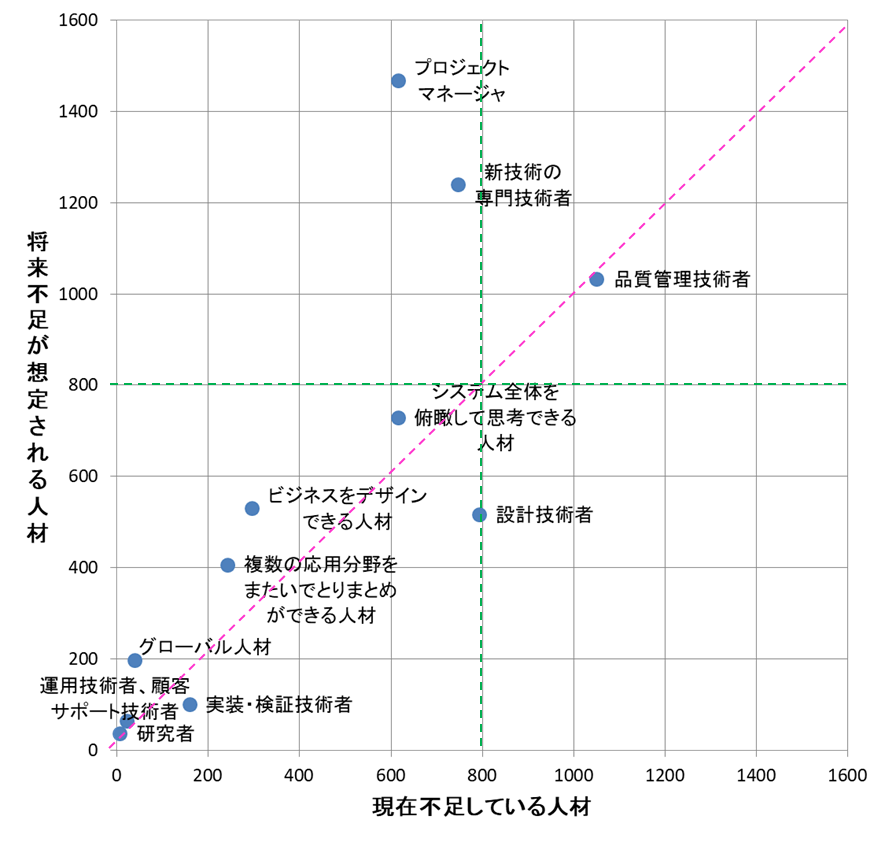 1600
プロジェクト
マネージャ
1400
新技術の
専門技術者
1200
将来不足が想定される人材
1000
品質管理技術者
800
システム全体を
俯瞰して思考できる
人材
600
ビジネスをデザイン
できる人材
設計技術者
400
複数の応用分野を
またいでとりまとめ
ができる人材
グローバル人材
200
運用技術者、顧客
サポート技術者
実装・検証技術者
研究者
0
0 200 400 600 800 1000 1200 1400 1600
現在不足している人材